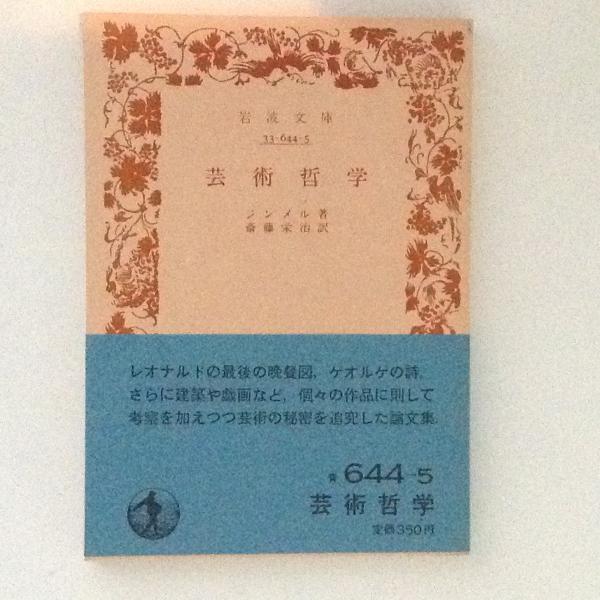 岩波文庫
33-644-5
芸術哲学
ジンメル著
斎藤栄治訳
レオナルドの最後の晩餐図，ゲオルゲの詩，
さらに建築や戯画など，個々の作品に則して
考察を加えつつ芸術の秘密を追究した論文集．
青 644-5
芸術哲学
定価350円